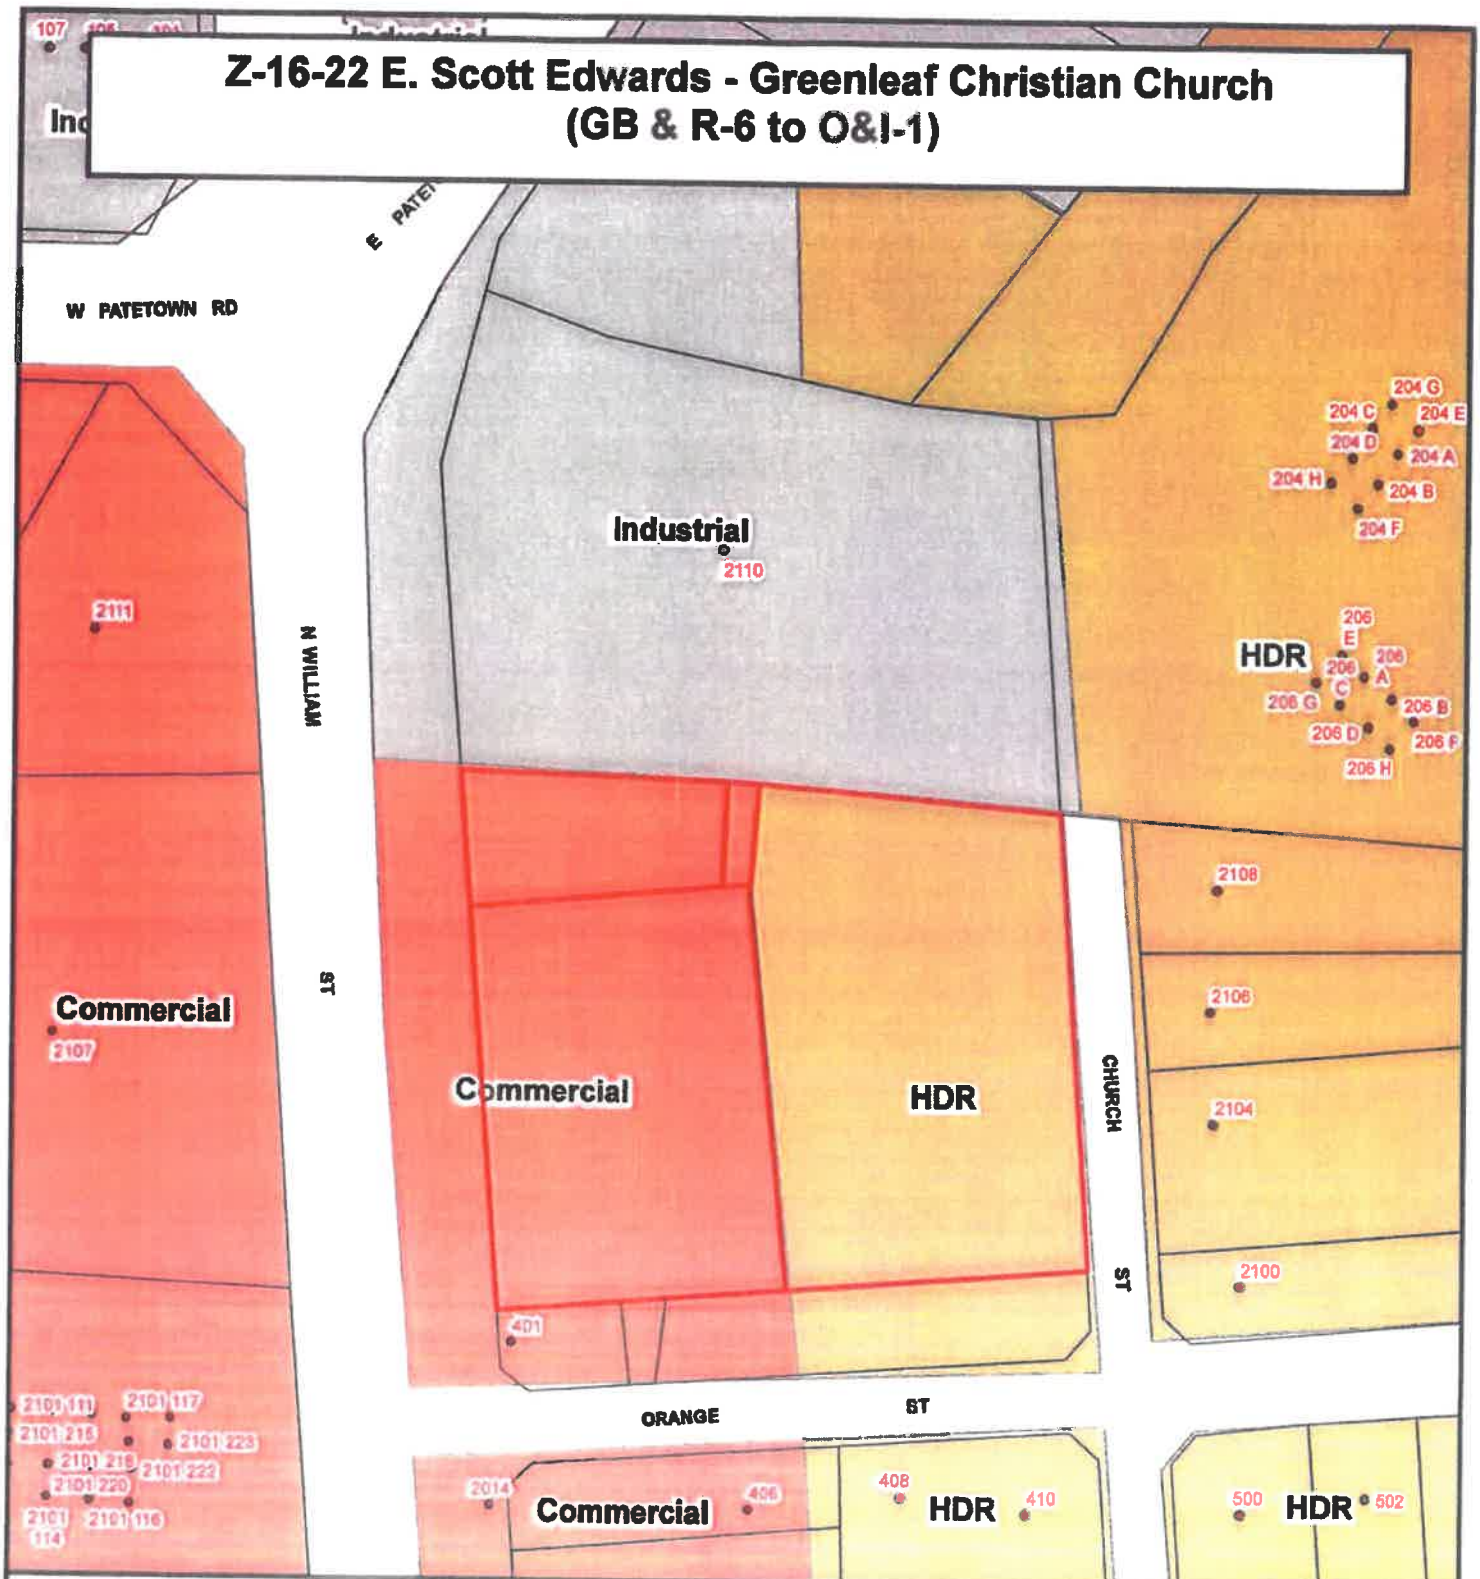 107
Z-16-22 E. Scott Edwards - Greenleaf Christian Church
(GB & R-6 to O&I-1)
W PATETOWN RD
204 G
204 C
204 E
204 D
204 A
204 H
204 B
204 F
Industrial
2110
2111
N WILLIAM
ST
206
E
HDR
206
C
206
A
206 G
206 B
206 D
206 F
206 H
2108
2106
Commercial
2107
Commercial
HDR
CHURCH
ST
2104
2100
401
ORANGE
ST
2101 111
2101 117
2101 215
2101 223
2101 218
2101 222
2101 220
2101
114
2101 116
2014
Commercial
406
408
HDR
410
500
HDR
502